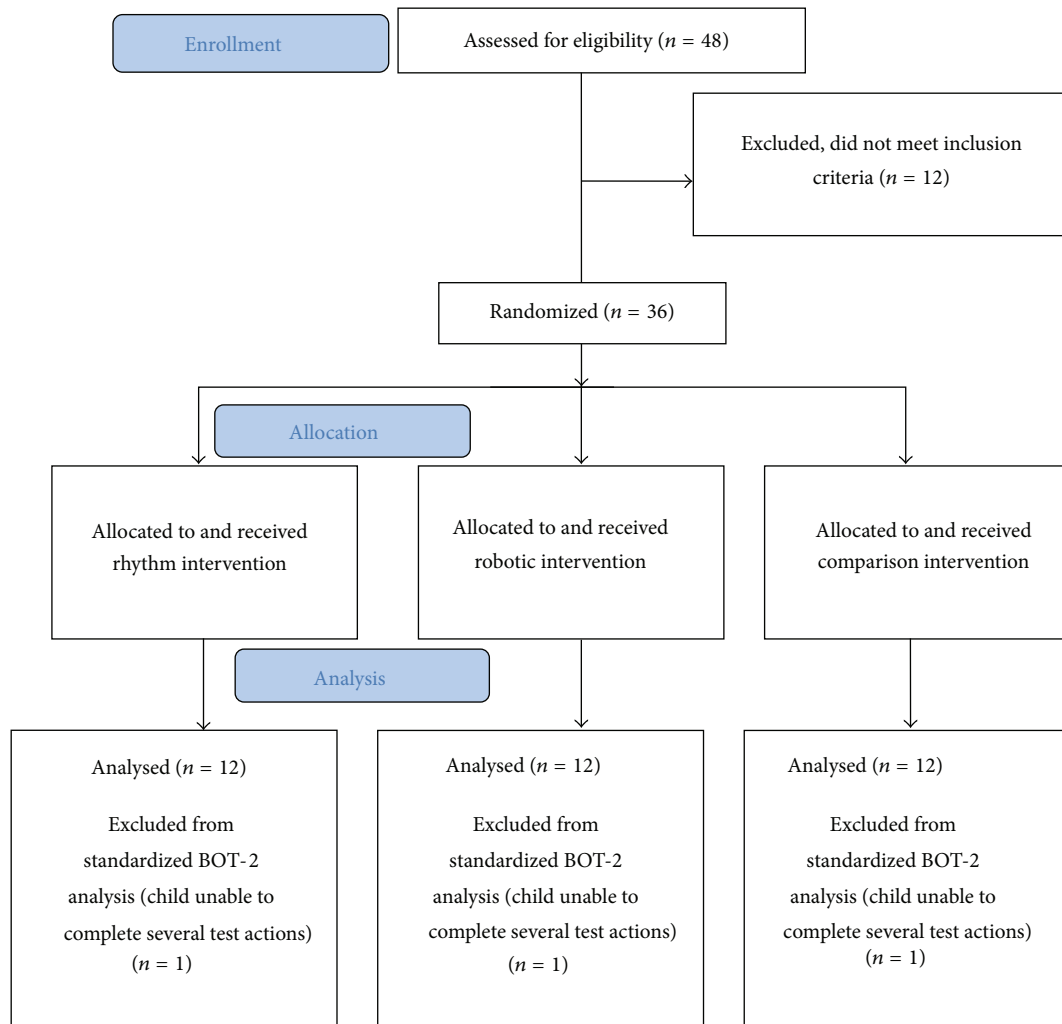 Enrollment
Assessed for eligibility (n = 48)
Excluded, did not meet inclusion
criteria (n = 12)
Randomized (n = 36)
Allocation
Allocated to and received
rhythm intervention
Allocated to and received
robotic intervention
Allocated to and received
comparison intervention
Analysis
Analysed (n = 12)
Excluded from
standardized BOT-2
analysis (child unable to
complete several test actions)
(n = 1)
Analysed (n = 12)
Excluded from
standardized BOT-2
analysis (child unable to
complete several test actions)
(n = 1)
Analysed (n = 12)
Excluded from
standardized BOT-2
analysis (child unable to
complete several test actions)
(n = 1)